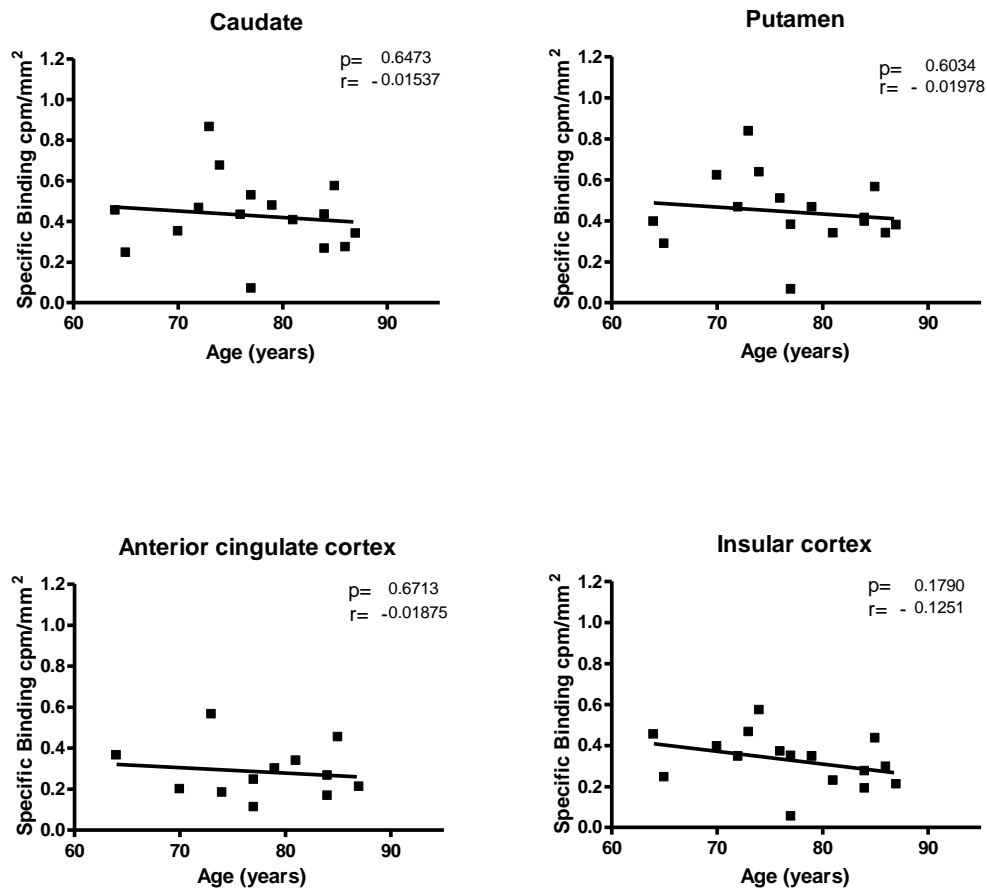 Caudate
p= 0.6473
r= - 0.01537
Specific Binding cpm/mm²
1.2
1.0
0.8
0.6
0.4
0.2
0.0
60 70 80 90
Age (years)
Putamen
p= 0.6034
r= - 0.01978
Specific Binding cpm/mm²
1.2
1.0
0.8
0.6
0.4
0.2
0.0
60 70 80 90
Age (years)
Anterior cingulate cortex
p= 0.6713
r= -0.01875
Specific Binding cpm/mm²
1.2
1.0
0.8
0.6
0.4
0.2
0.0
60 70 80 90
Age (years)
Insular cortex
p= 0.1790
r= - 0.1251
Specific Binding cpm/mm²
1.2
1.0
0.8
0.6
0.4
0.2
0.0
60 70 80 90
Age (years)